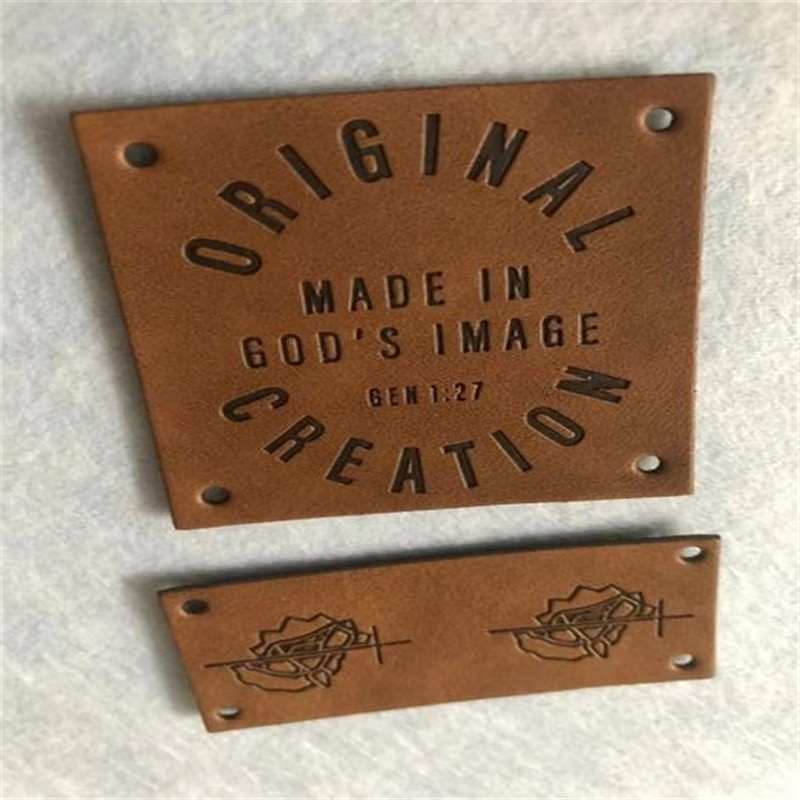 ORIGINAL
MADE IN
GOD'S IMAGE
GEN 1:27
CREATION